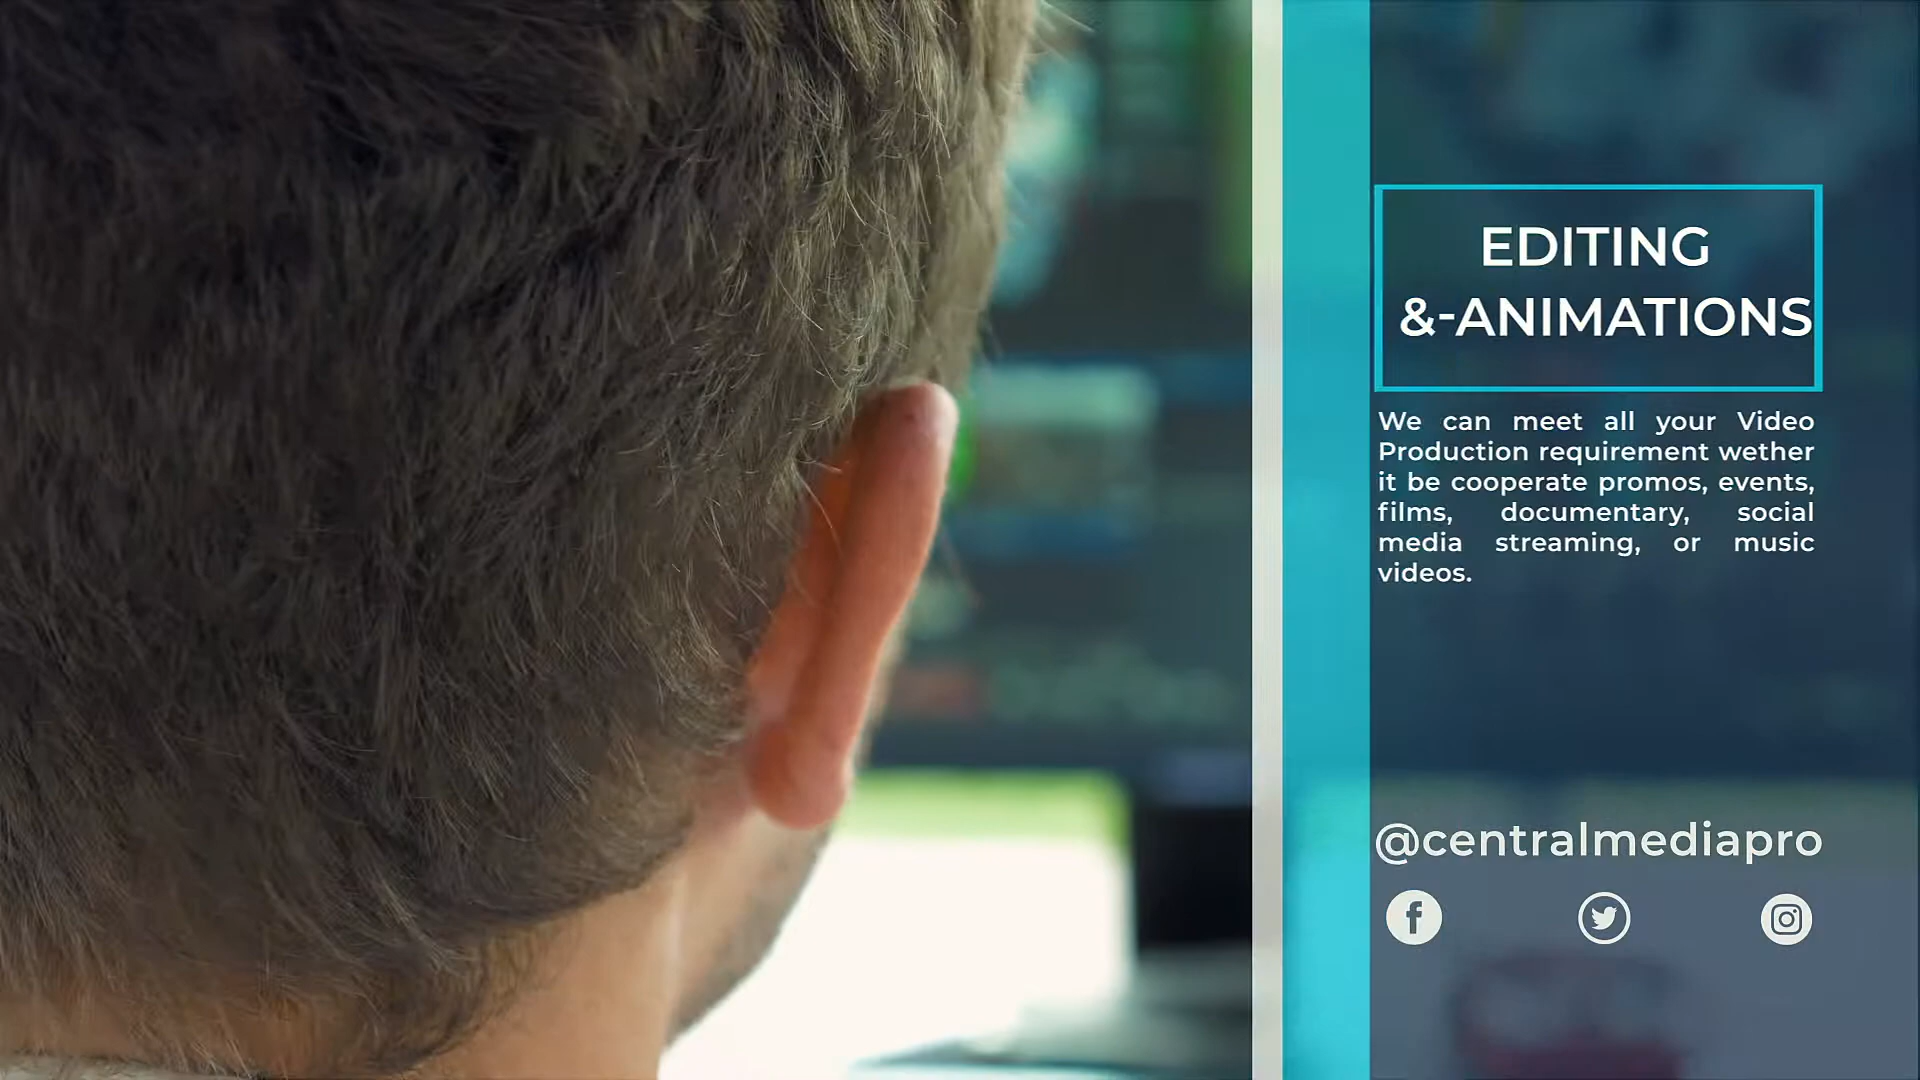 EDITING
&-ANIMATIONS
We can meet all your Video
Production requirement wether
it be cooperate promos, events,
films, documentary, social
media streaming, or music
videos.
@centralmediapro